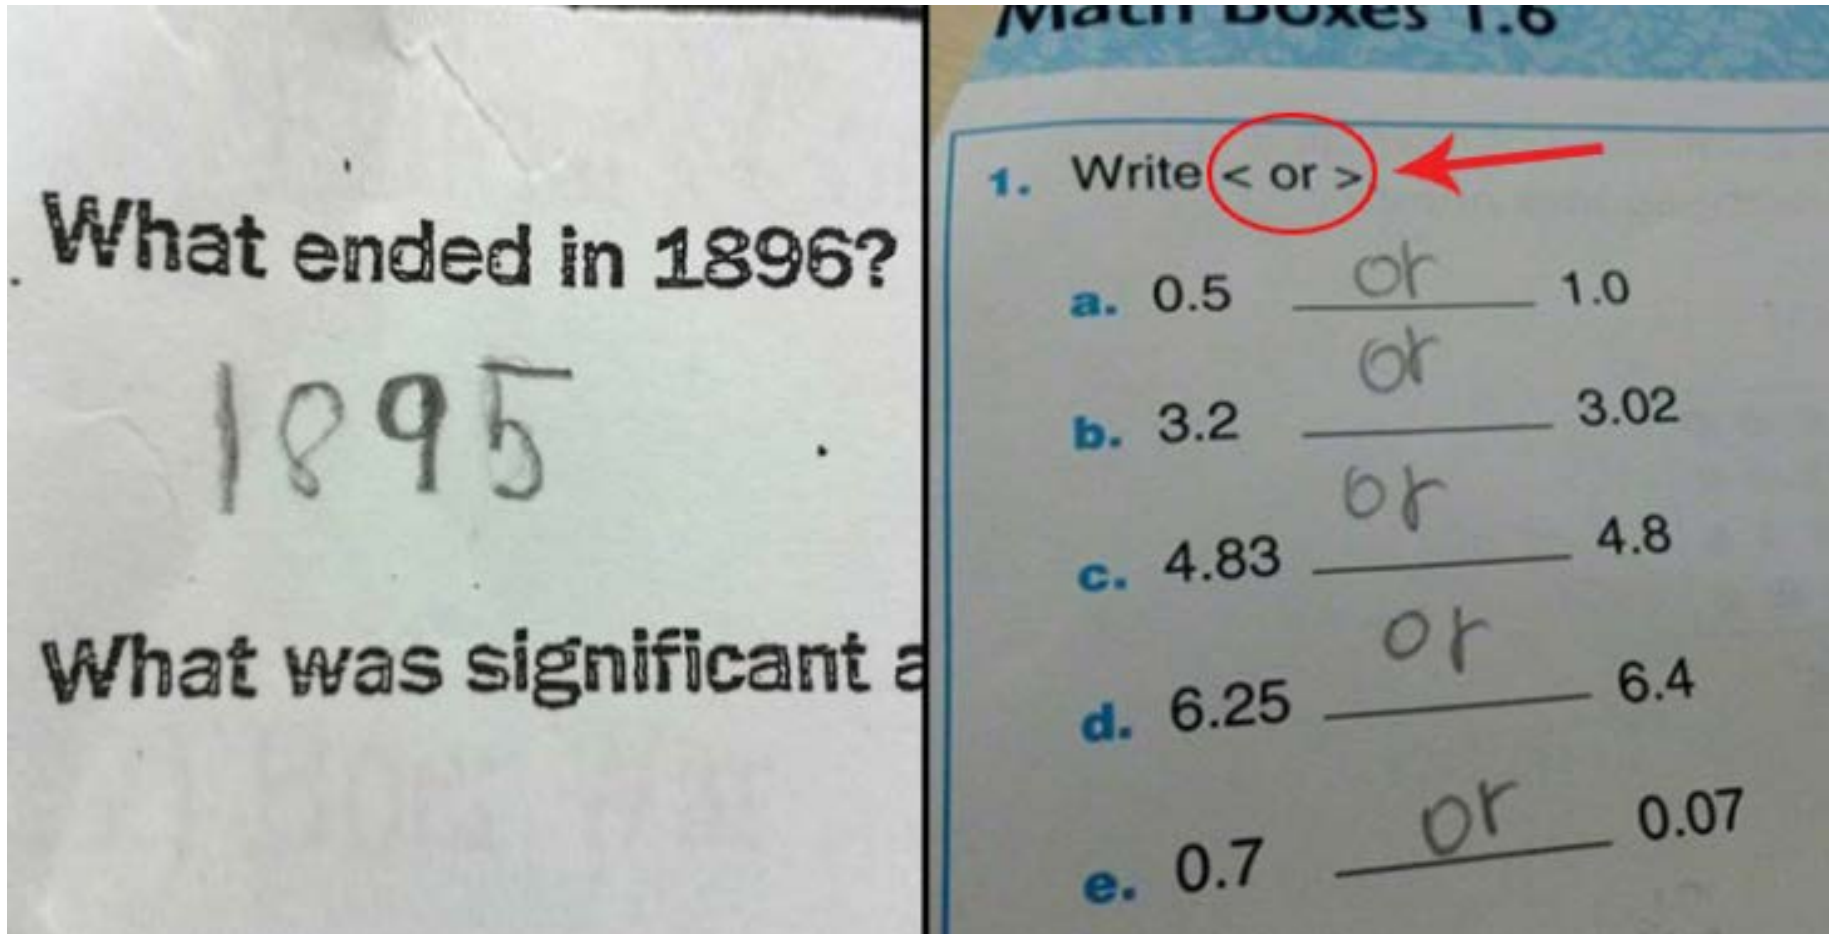 What ended in 1896?
1895
What was significant a
Math Boxes 1.6
1. Write < or >
a. 0.5 or 1.0
b. 3.2 or 3.02
c. 4.83 or 4.8
d. 6.25 or 6.4
e. 0.7 or 0.07